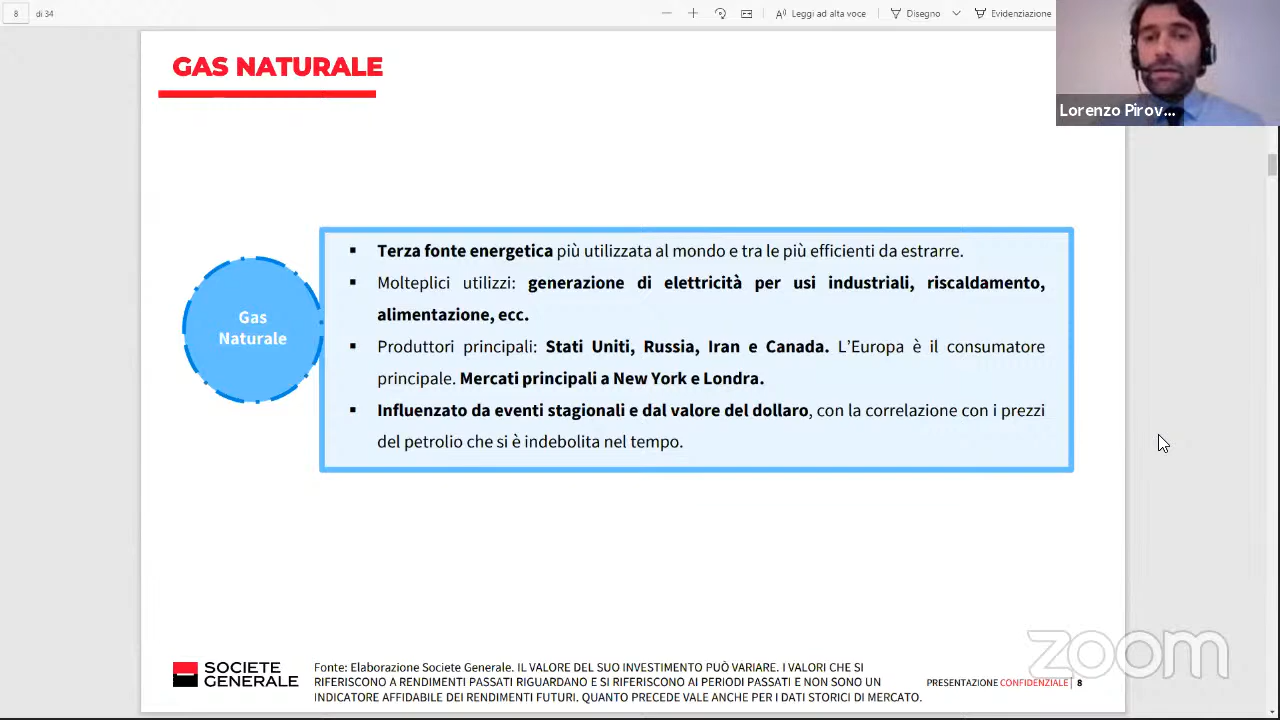 8 di 34
Leggi ad alta voce
Disegno
Evidenziazione
Lorenzo Pirov...
GAS NATURALE
Gas
Naturale
▪ Terza fonte energetica più utilizzata al mondo e tra le più efficienti da estrarre.
▪ Molteplici utilizzi: generazione di elettricità per usi industriali, riscaldamento,
alimentazione, ecc.
▪ Produttori principali: Stati Uniti, Russia, Iran e Canada. L'Europa è il consumatore
principale. Mercati principali a New York e Londra.
▪ Influenzato da eventi stagionali e dal valore del dollaro, con la correlazione con i prezzi
del petrolio che si è indebolita nel tempo.
zoom
SOCIETE
GENERALE
Fonte: Elaborazione Societe Generale. IL VALORE DEL SUO INVESTIMENTO PUÒ VARIARE. I VALORI CHE SI
RIFERISCONO A RENDIMENTI PASSATI RIGUARDANO E SI RIFERISCONO AI PERIODI PASSATI E NON SONO UN
INDICATORE AFFIDABILE DEI RENDIMENTI FUTURI. QUANTO PRECEDE VALE ANCHE PER I DATI STORICI DI MERCATO.
PRESENTAZIONE CONFIDENZIALE | 8